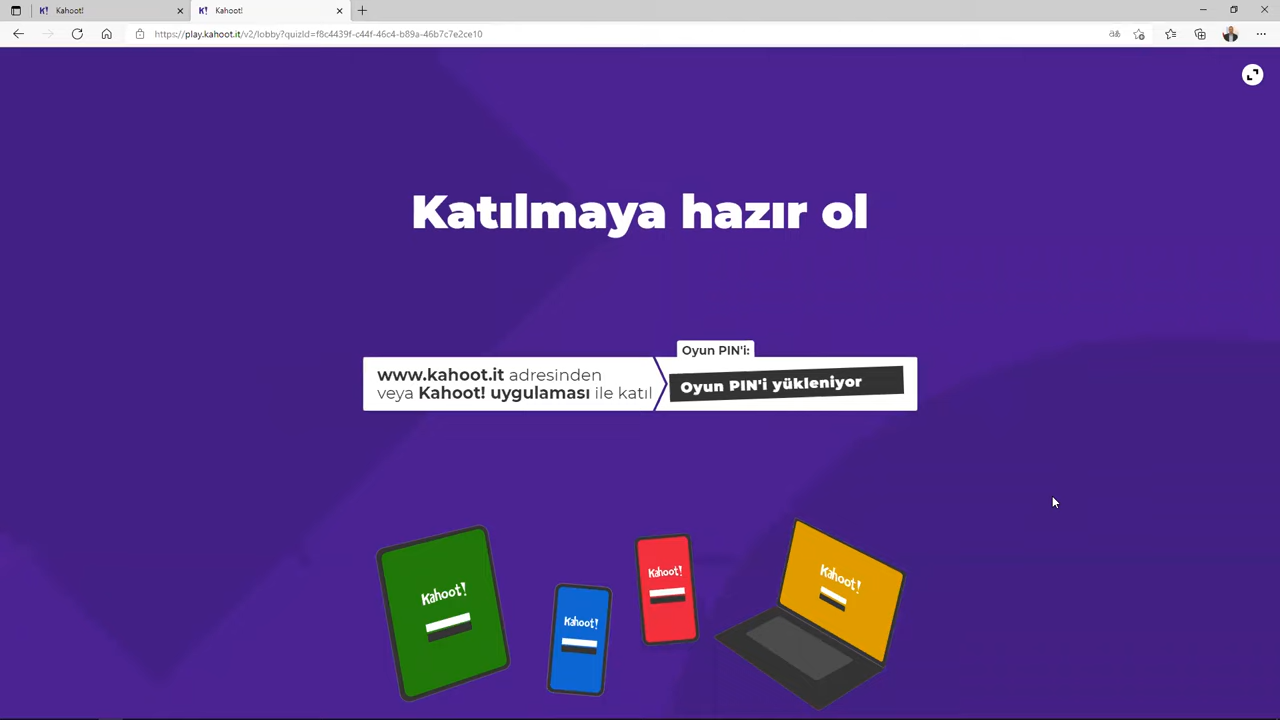 Kahoot!
Kahoot!
https://play.kahoot.it/v2/lobby?quizId=f8c4439f-c44f-46c4-b89a-46b7c7e2ce10
Katılmaya hazır ol
www.kahoot.it adresinden
veya Kahoot! uygulaması ile katıl
Oyun PIN'i:
Oyun PIN'i yükleniyor
Kahoot!
Kahoot!
Kahoot!
Kahoot!